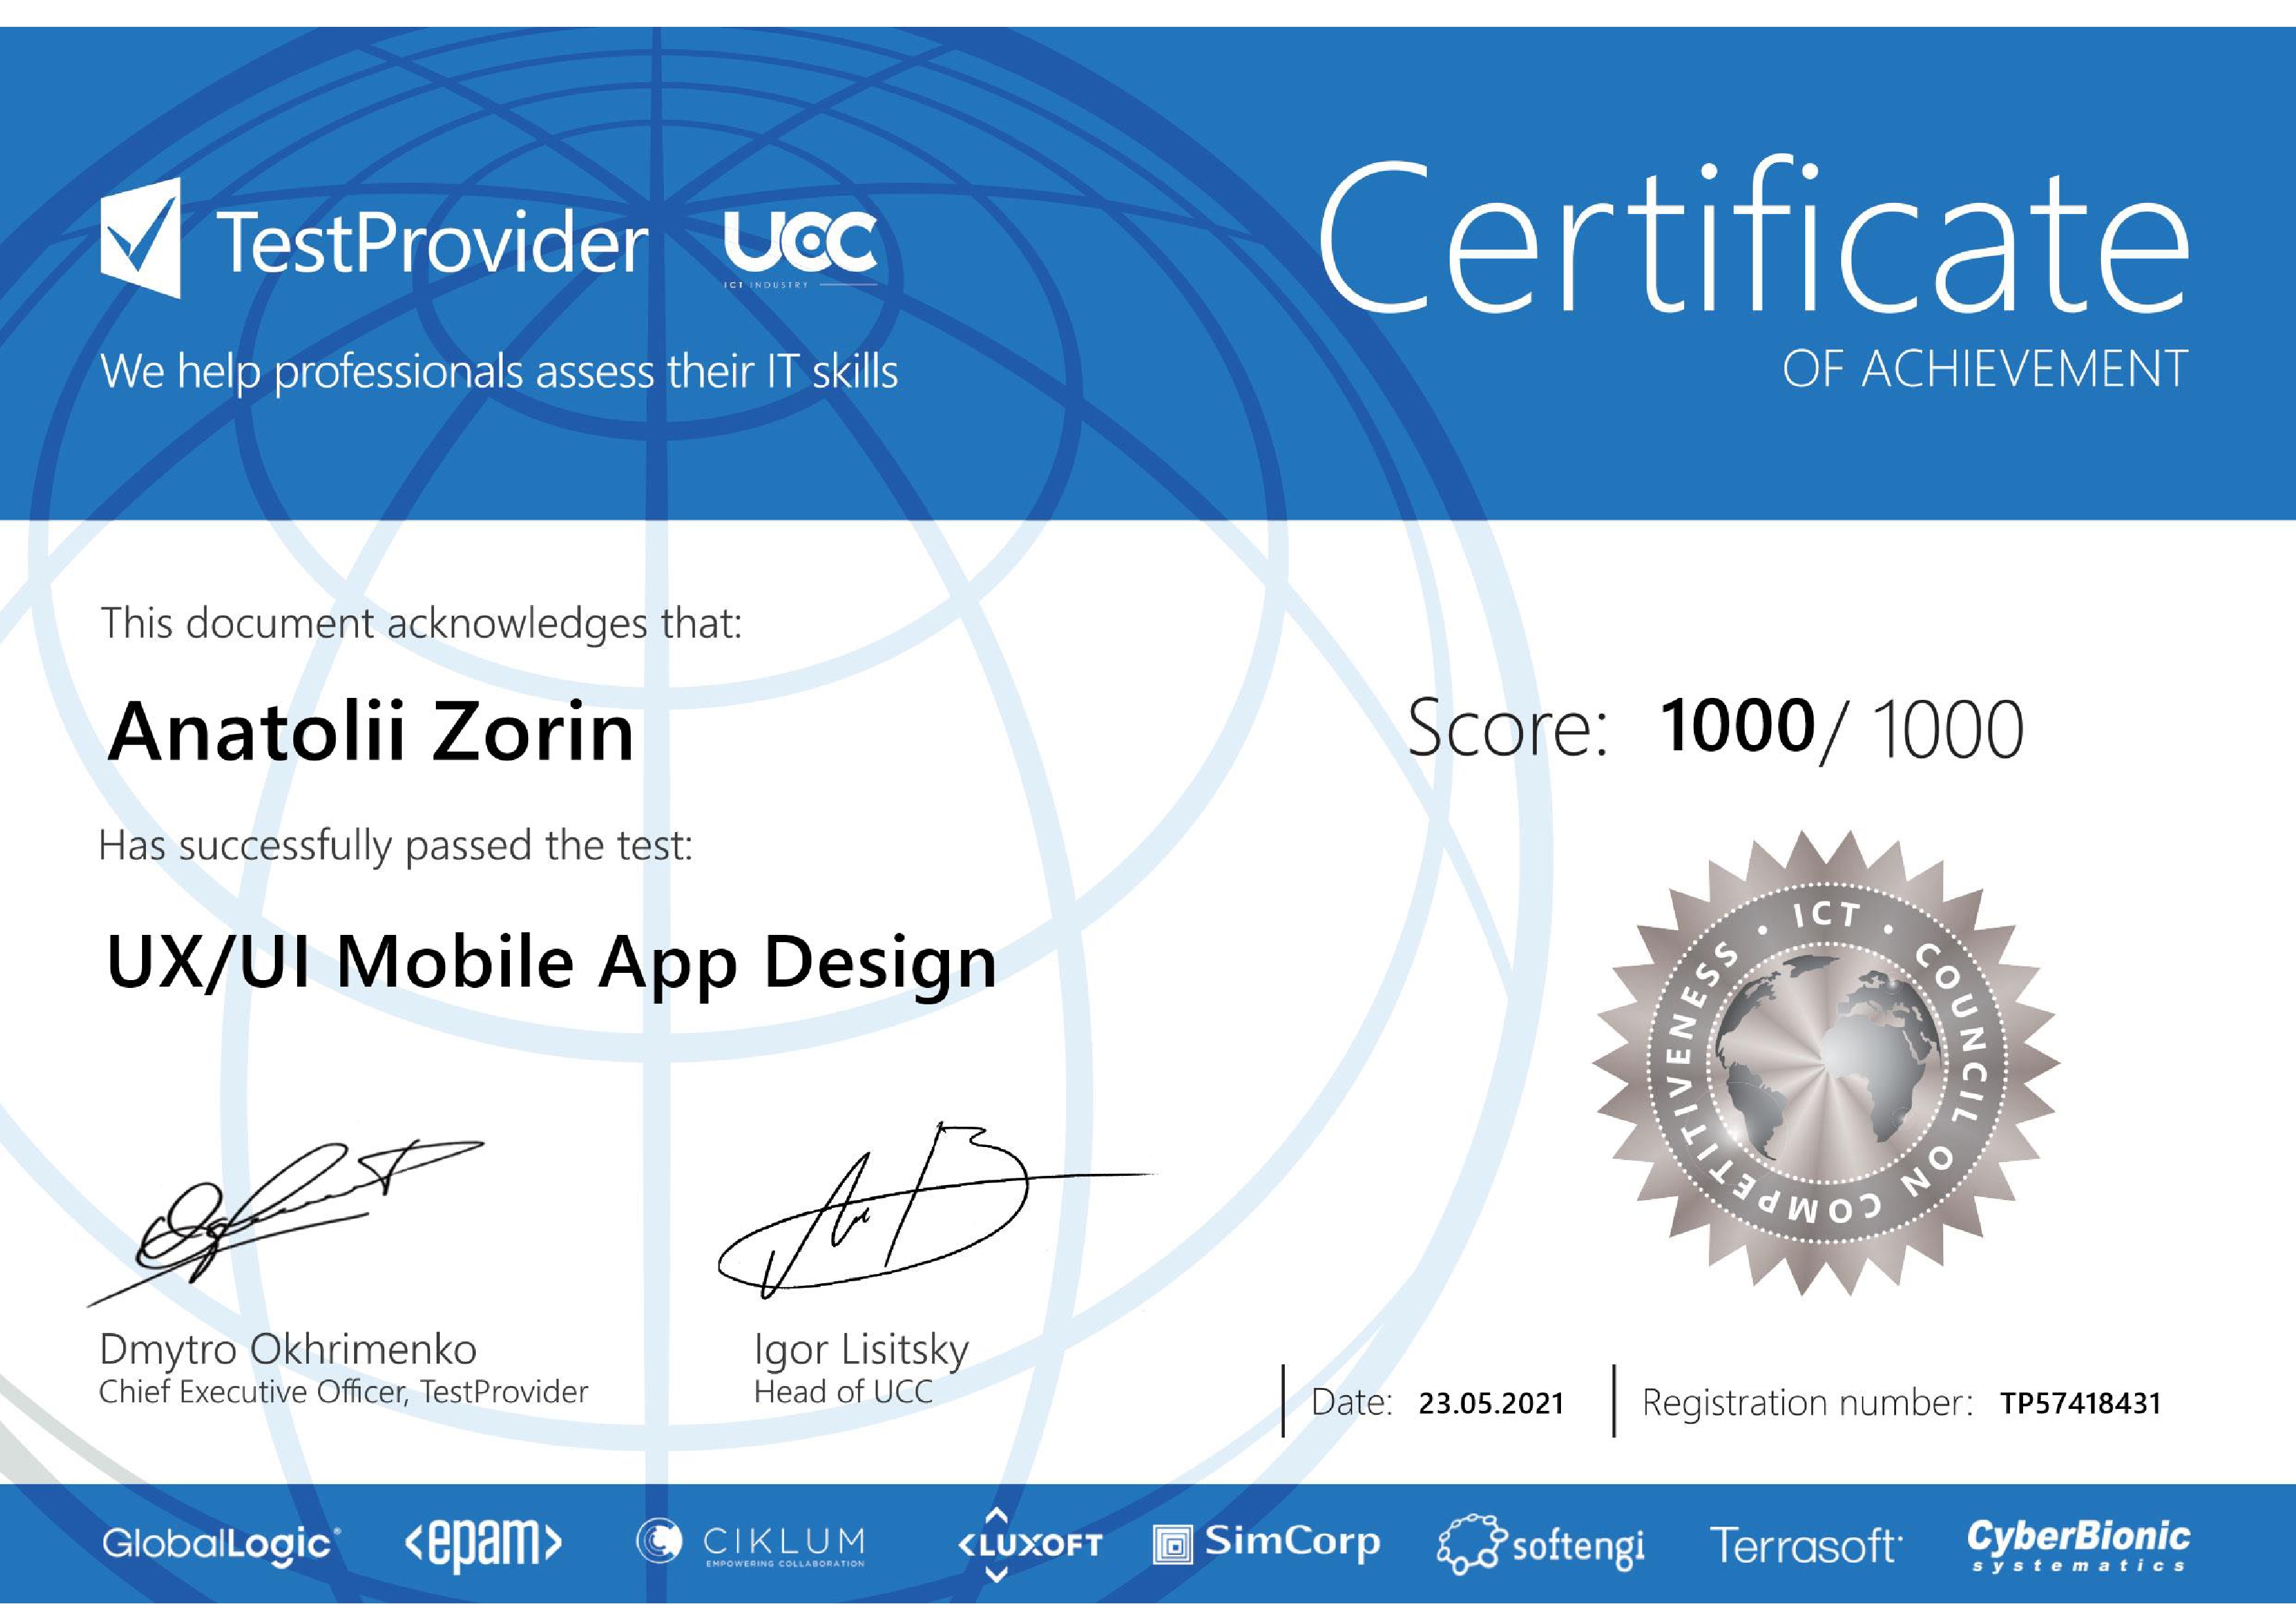 TestProvider
UCC
ICT INDUSTRY
We help professionals assess their IT skills
Certificate
OF ACHIEVEMENT
This document acknowledges that:
Anatolii Zorin
Score: 1000/ 1000
Has successfully passed the test:
UX/UI Mobile App Design
ICT • COUNCIL ON COMPETITIVENESS •
Dmytro Okhrimenko
Chief Executive Officer, TestProvider
Igor Lisitsky
Head of UCC
Date: 23.05.2021
Registration number: TP57418431
GlobalLogic®
<epam>
CIKLUM
EMPOWERING COLLABORATION
<LUXOFT
SimCorp
softengi
Terrasoft
CyberBionic
systematics